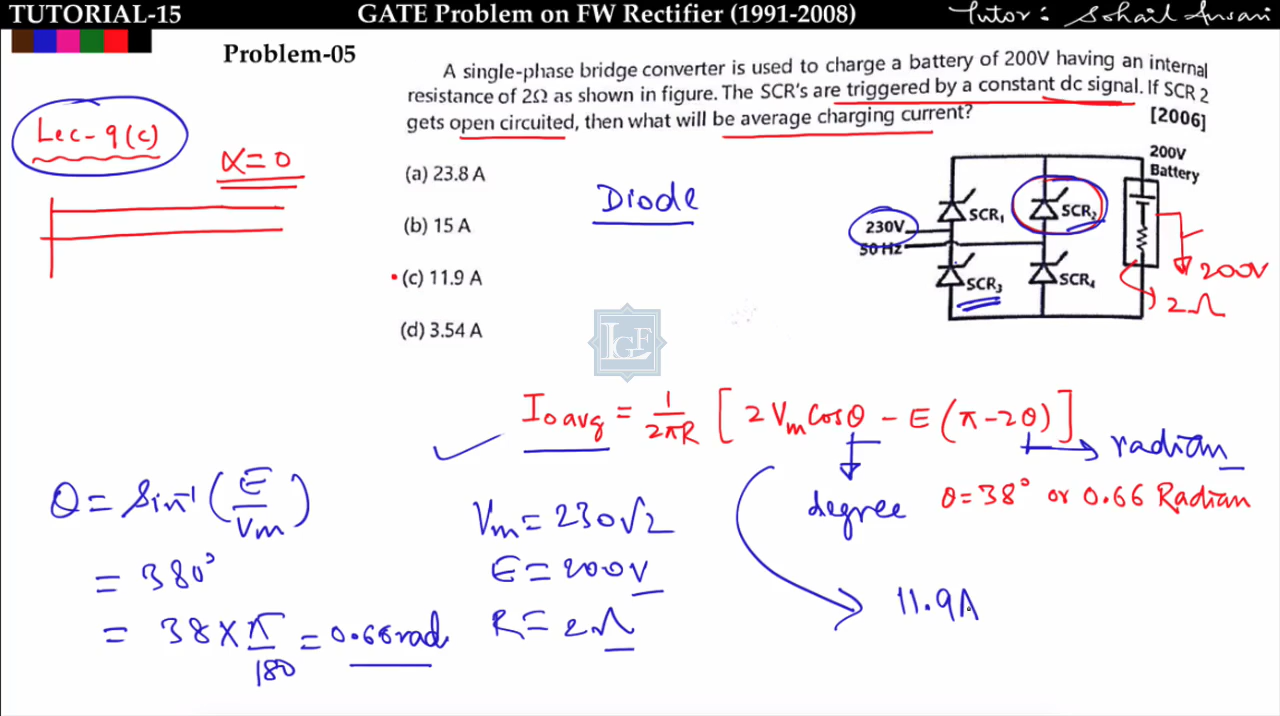 TUTORIAL-15 GATE Problem on FW Rectifier (1991-2008) Tutor: Sohail Ansari
Problem-05
A single-phase bridge converter is used to charge a battery of 200V having an internal
resistance of 2Ω as shown in figure. The SCR's are triggered by a constant dc signal. If SCR 2
gets open circuited, then what will be average charging current?
[2006]
Lec-9(c)
α=0
(a) 23.8 A
(b) 15 A
(c) 11.9 A
(d) 3.54 A
Diode
200V
Battery
SCR1
SCR2
230V
50 Hz
SCR3
SCR4
200V
2Ω
LGF
Io avg = 1/2πR [2Vm Cosθ - E (π-2θ)]
radian
degree
θ=38° or 0.66 Radian
θ = Sin⁻¹ (E/Vm)
= 380°
= 38 × π/180 = 0.66 rad
Vm = 230√2
E = 200V
R = 2Ω
11.9A